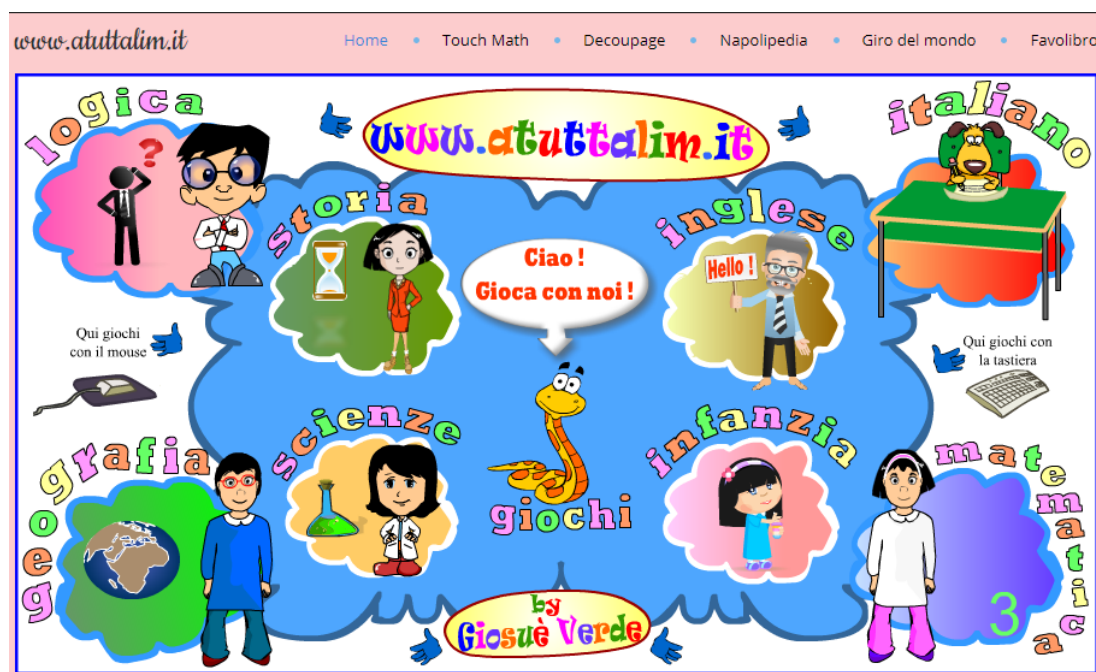 www.atuttalim.it
Home • Touch Math • Decoupage • Napolipedia • Giro del mondo • Favolibro
logica
www.atuttalim.it
italiano
?
storia
inglese
Ciao !
Gioca con noi !
Hello !
Qui giochi
con il mouse
Qui giochi con
la tastiera
geografia
scienze
infanzia
matematica
giochi
3
by
Giosuè Verde